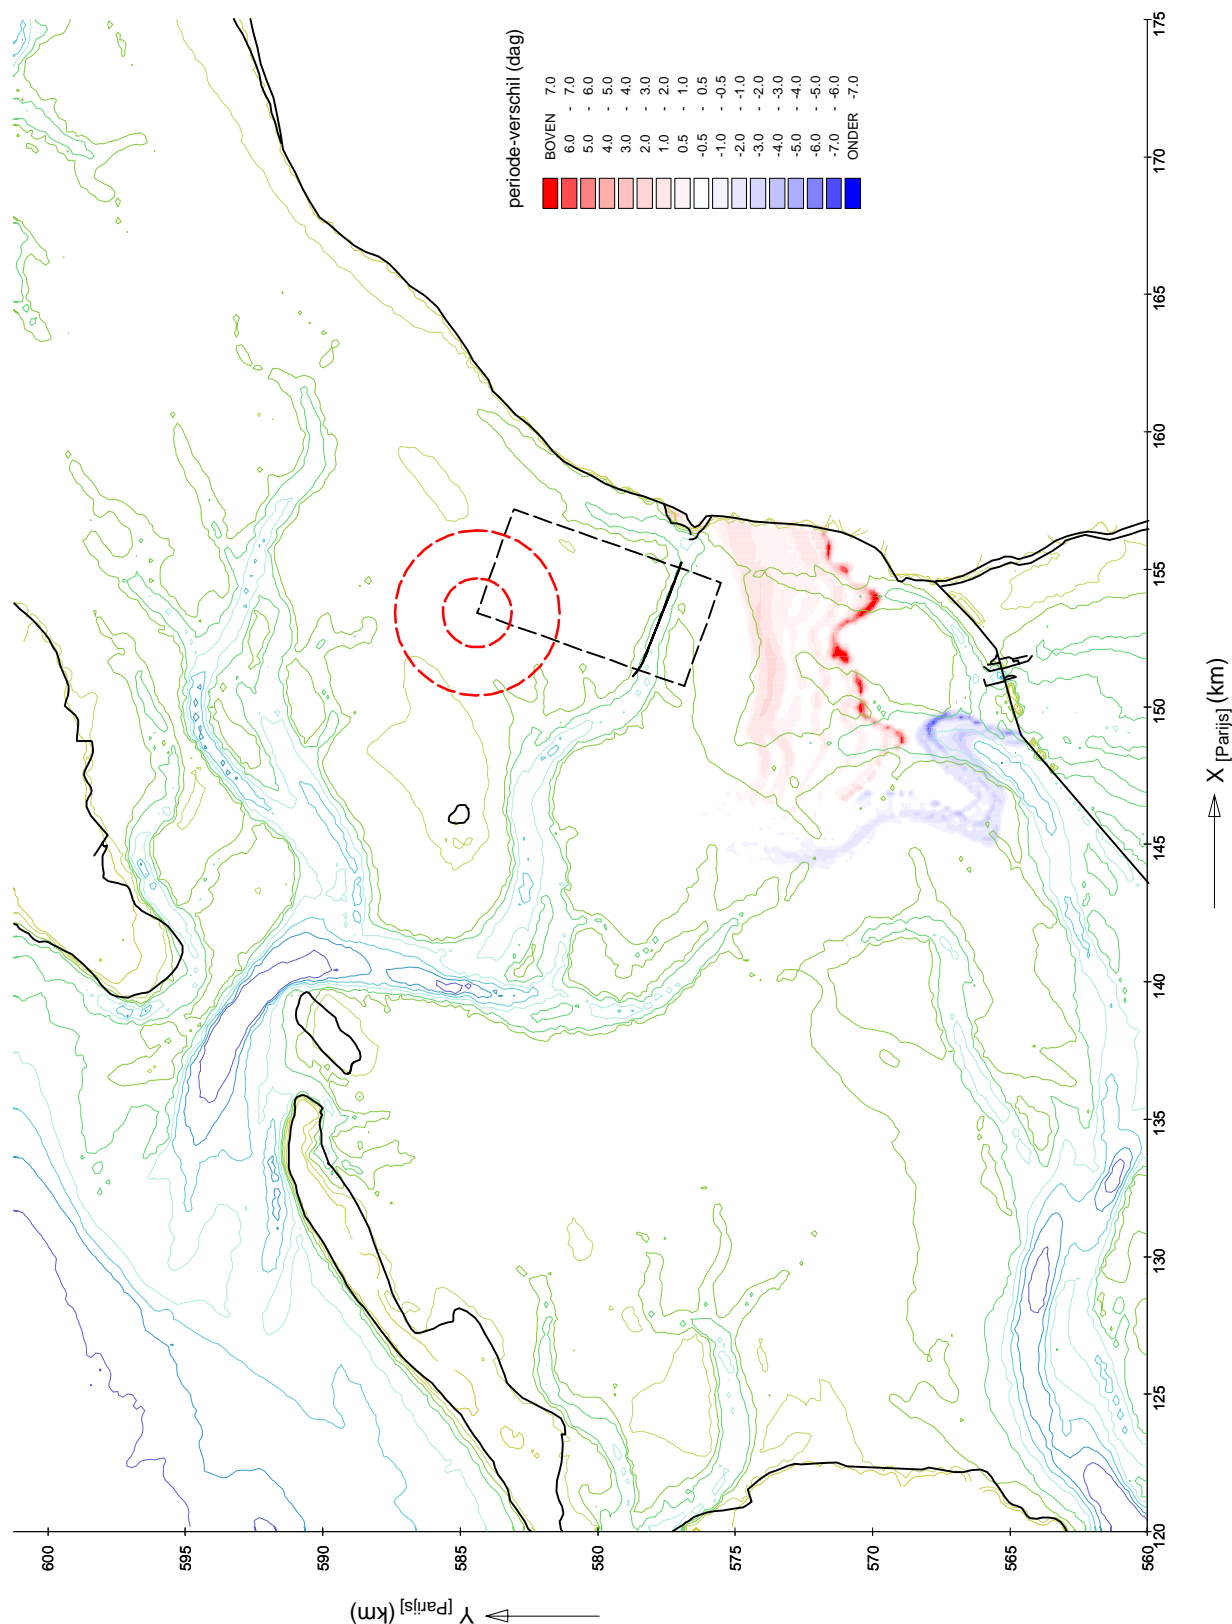 periode-verschil (dag)
BOVEN 7.0
6.0 - 7.0
5.0 - 6.0
4.0 - 5.0
3.0 - 4.0
2.0 - 3.0
1.0 - 2.0
0.5 - 1.0
-0.5 - 0.5
-1.0 - -0.5
-2.0 - -1.0
-3.0 - -2.0
-4.0 - -3.0
-5.0 - -4.0
-6.0 - -5.0
-7.0 - -6.0
ONDER -7.0
600
595
590
585
580
575
570
565
560
Y [Parijs] (km)
120
125
130
135
140
145
150
155
160
165
170
175
X [Parijs] (km)